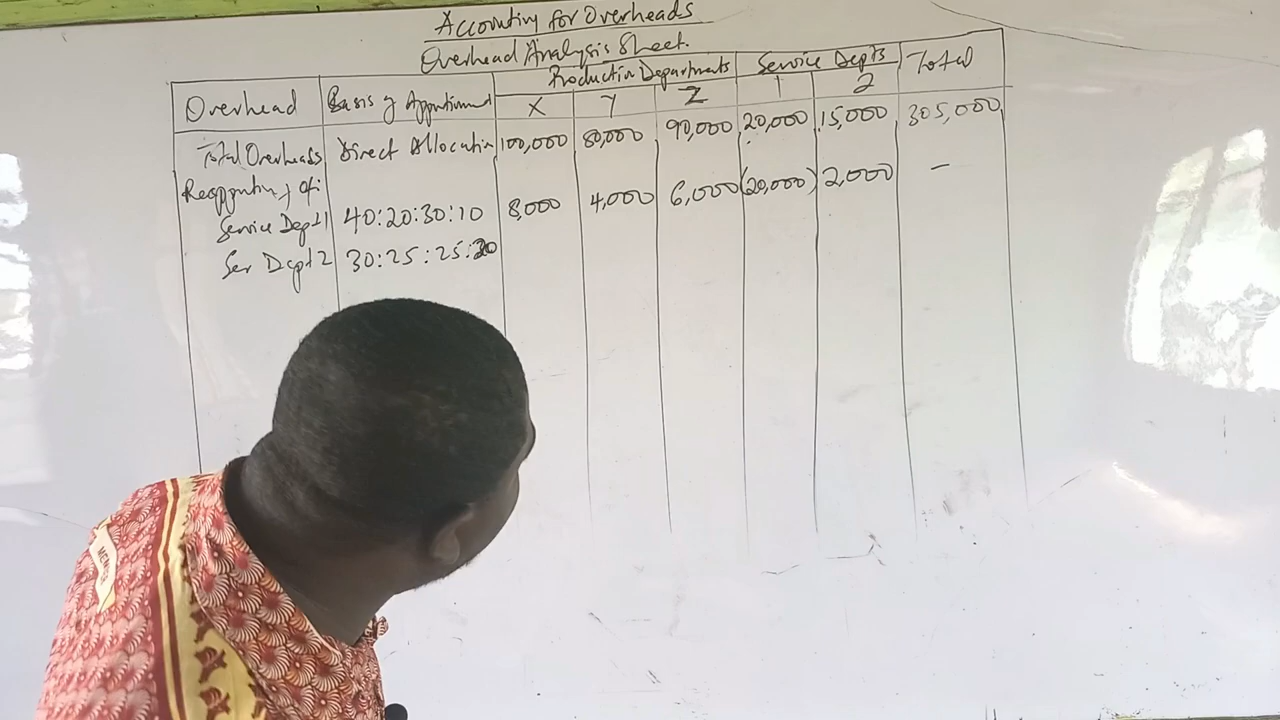 Accounting for Overheads
Overhead Analysis Sheet.
Overhead Basis of Apportionment Production Departments Service Depts Total
X Y Z 1 2
Total Overheads Direct Allocation 100,000 80,000 90,000 20,000 15,000 305,000
Service Dept 1 40:20:30:10 8,000 4,000 6,000 (20,000) 2,000 -
Ser Dept 2 30:25:25:20